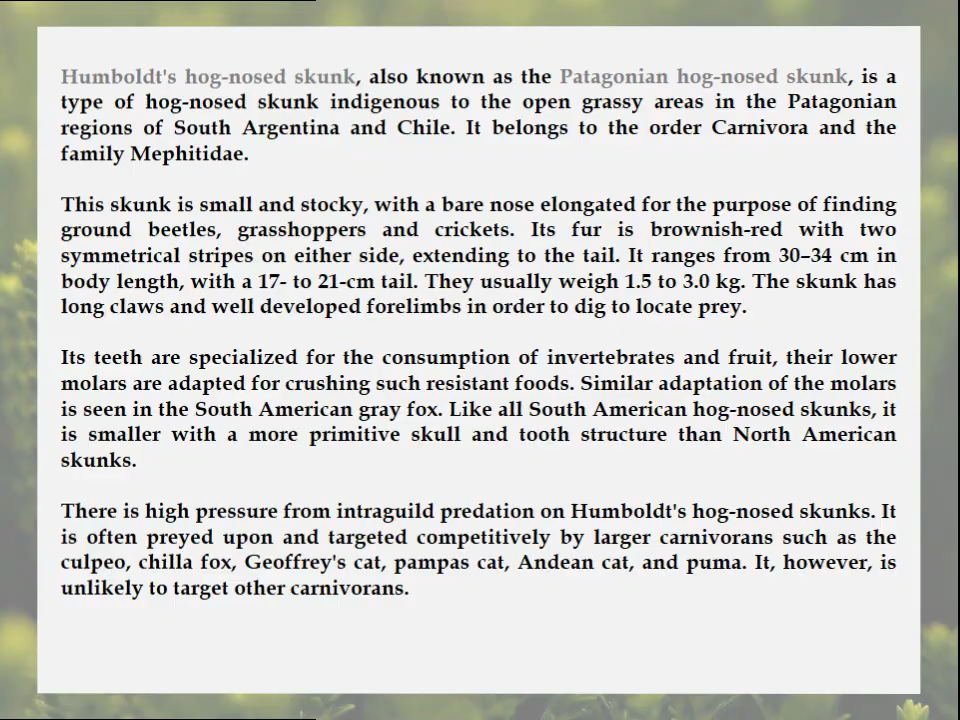 Humboldt's hog-nosed skunk, also known as the Patagonian hog-nosed skunk, is a
type of hog-nosed skunk indigenous to the open grassy areas in the Patagonian
regions of South Argentina and Chile. It belongs to the order Carnivora and the
family Mephitidae.
This skunk is small and stocky, with a bare nose elongated for the purpose of finding
ground beetles, grasshoppers and crickets. Its fur is brownish-red with two
symmetrical stripes on either side, extending to the tail. It ranges from 30–34 cm in
body length, with a 17- to 21-cm tail. They usually weigh 1.5 to 3.0 kg. The skunk has
long claws and well developed forelimbs in order to dig to locate prey.
Its teeth are specialized for the consumption of invertebrates and fruit, their lower
molars are adapted for crushing such resistant foods. Similar adaptation of the molars
is seen in the South American gray fox. Like all South American hog-nosed skunks, it
is smaller with a more primitive skull and tooth structure than North American
skunks.
There is high pressure from intraguild predation on Humboldt's hog-nosed skunks. It
is often preyed upon and targeted competitively by larger carnivorans such as the
culpeo, chilla fox, Geoffrey's cat, pampas cat, Andean cat, and puma. It, however, is
unlikely to target other carnivorans.